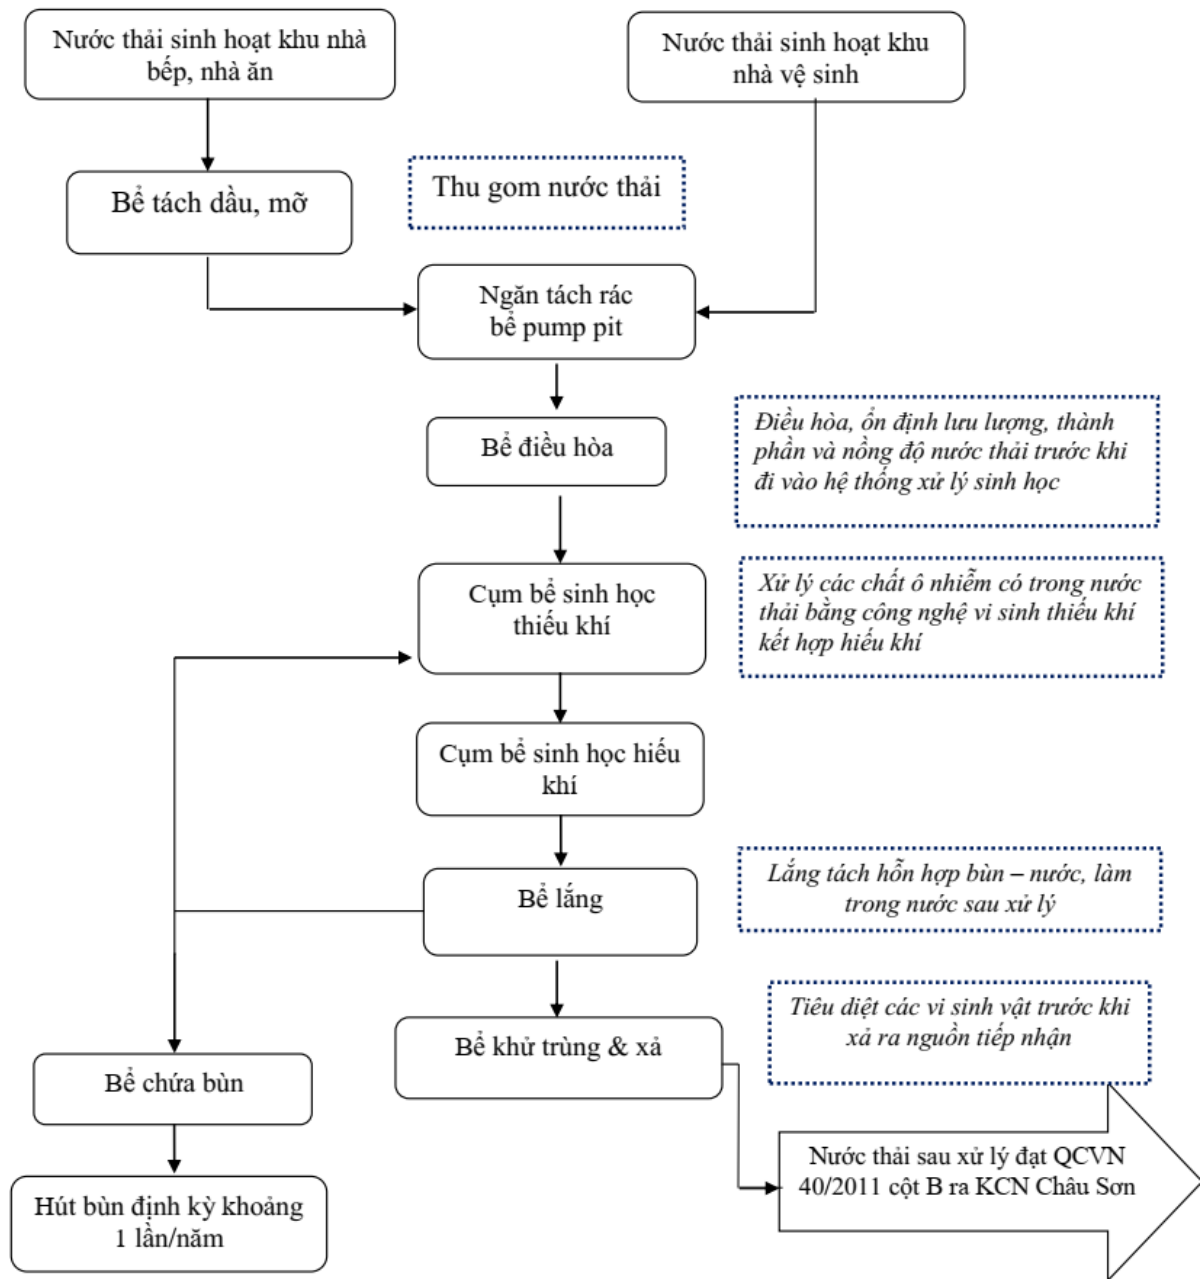 Nước thải sinh hoạt khu nhà
bếp, nhà ăn
Nước thải sinh hoạt khu
nhà vệ sinh
Bể tách dầu, mỡ
Thu gom nước thải
Ngăn tách rác
bể pump pit
Bể điều hòa
Điều hòa, ổn định lưu lượng, thành
phần và nồng độ nước thải trước khi
đi vào hệ thống xử lý sinh học
Cụm bể sinh học
thiếu khí
Xử lý các chất ô nhiễm có trong nước
thải bằng công nghệ vi sinh thiếu khí
kết hợp hiếu khí
Cụm bể sinh học hiếu
khí
Bể lắng
Lắng tách hỗn hợp bùn – nước, làm
trong nước sau xử lý
Bể khử trùng & xả
Tiêu diệt các vi sinh vật trước khi
xả ra nguồn tiếp nhận
Bể chứa bùn
Nước thải sau xử lý đạt QCVN
40/2011 cột B ra KCN Châu Sơn
Hút bùn định kỳ khoảng
1 lần/năm